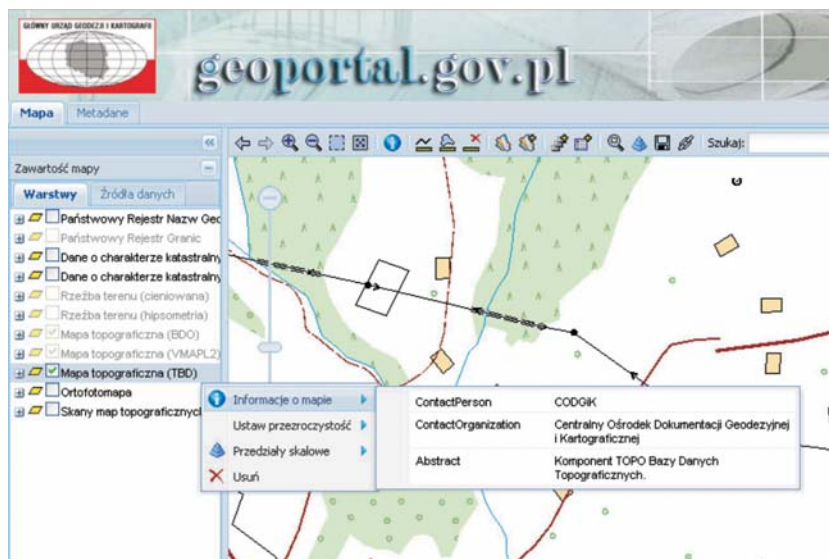 GŁÓWNY URZĄD GEODEZJI I KARTOGRAFII
geoportal.gov.pl
Mapa Metadane
Szukaj:
Zawartość mapy
Warstwy Źródła danych
Państwowy Rejestr Nazw Geo
Państwowy Rejestr Granic
Dane o charakterze katastralny
Dane o charakterze katastralny
Rzeźba terenu (cieniowana)
Rzeźba terenu (hipsometria)
Mapa topograficzna (BDO)
Mapa topograficzna (VMAPL2)
Mapa topograficzna (TBD)
Ortofotomapa
Skany map topograficznych
Informacje o mapie
Ustaw przezroczystość
Przedziały skalowe
Usuń
ContactPerson CODGiK
ContactOrganization Centralny Ośrodek Dokumentacji Geodezyjnej
i Kartograficznej
Abstract Komponent TOPO Bazy Danych
Topograficznych.